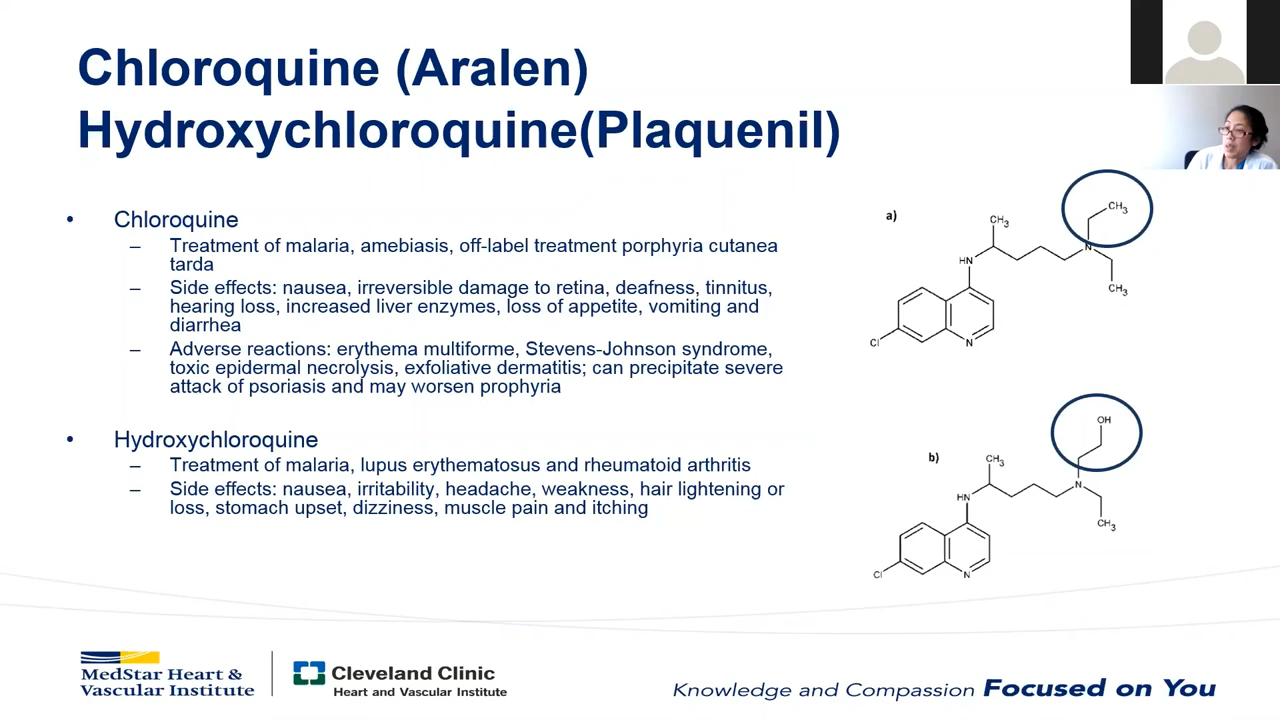 Chloroquine (Aralen)
Hydroxychloroquine(Plaquenil)
• Chloroquine
– Treatment of malaria, amebiasis, off-label treatment porphyria cutanea
tarda
– Side effects: nausea, irreversible damage to retina, deafness, tinnitus,
hearing loss, increased liver enzymes, loss of appetite, vomiting and
diarrhea
– Adverse reactions: erythema multiforme, Stevens-Johnson syndrome,
toxic epidermal necrolysis, exfoliative dermatitis; can precipitate severe
attack of psoriasis and may worsen prophyria
• Hydroxychloroquine
– Treatment of malaria, lupus erythematosus and rheumatoid arthritis
– Side effects: nausea, irritability, headache, weakness, hair lightening or
loss, stomach upset, dizziness, muscle pain and itching
a)
CH3
CH3
HN
N
CH3
Cl
N
b)
OH
CH3
HN
N
CH3
Cl
N
MedStar Heart &
Vascular Institute
Cleveland Clinic
Heart and Vascular Institute
Knowledge and Compassion Focused on You